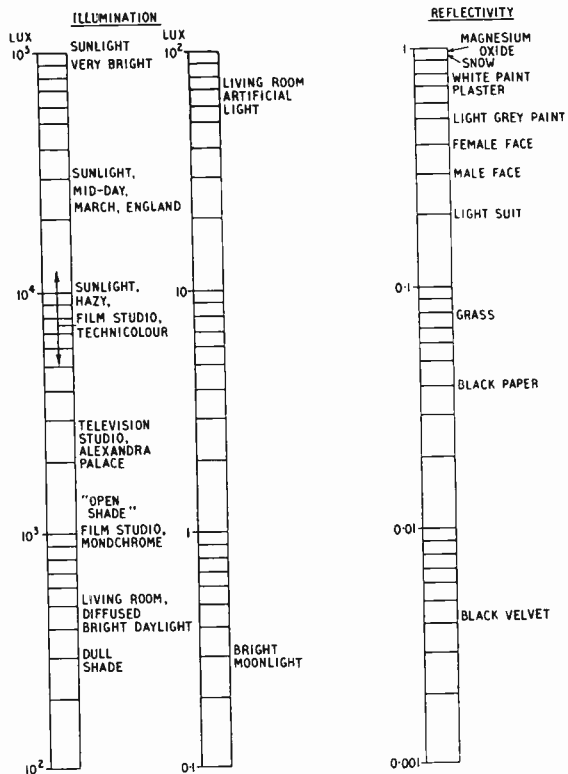 ILLUMINATION
LUX
10⁵
SUNLIGHT
VERY BRIGHT
SUNLIGHT,
MID-DAY,
MARCH, ENGLAND
10⁴
SUNLIGHT,
HAZY,
FILM STUDIO,
TECHNICOLOUR
TELEVISION
STUDIO,
ALEXANDRA
PALACE
"OPEN
SHADE"
10³
FILM STUDIO,
MONDCHROME
LIVING ROOM,
DIFFUSED
BRIGHT DAYLIGHT
DULL
SHADE
10²
LUX
10²
LIVING ROOM
ARTIFICIAL
LIGHT
10
1
BRIGHT
MOONLIGHT
0·1
REFLECTIVITY
1
MAGNESIUM
OXIDE
SNOW
WHITE PAINT
PLASTER
LIGHT GREY PAINT
FEMALE FACE
MALE FACE
LIGHT SUIT
0·1
GRASS
BLACK PAPER
0·01
BLACK VELVET
0·001